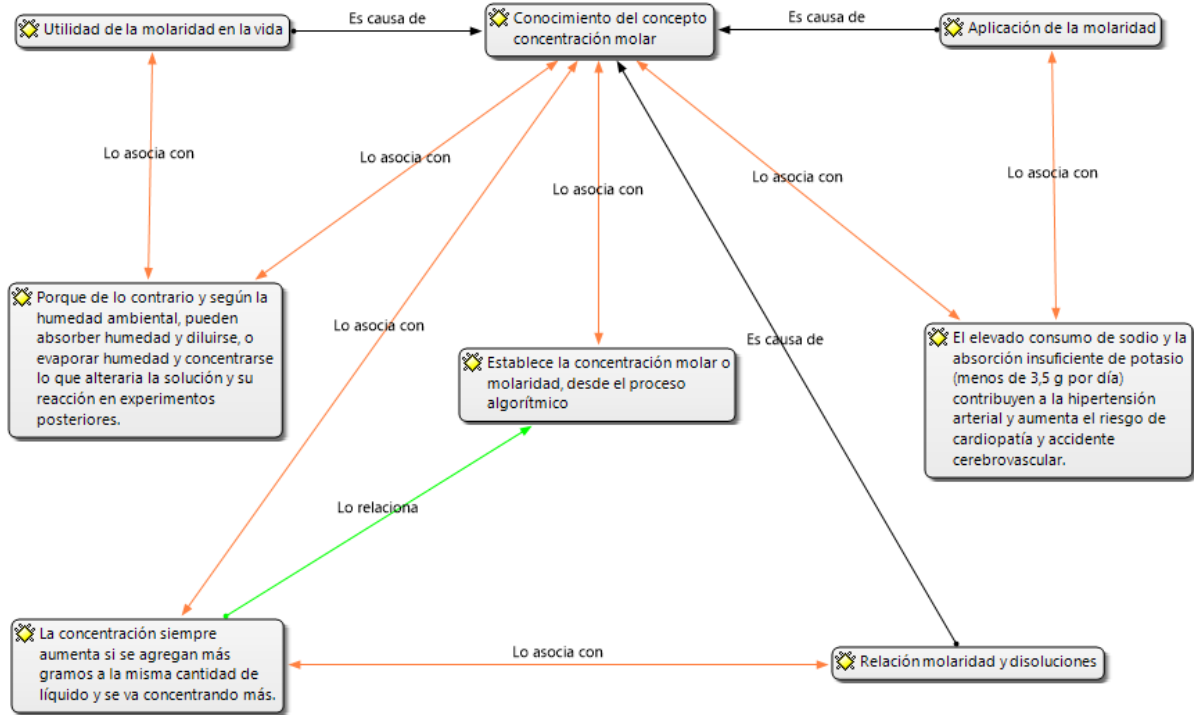 Utilidad de la molaridad en la vida
Es causa de
Conocimiento del concepto
concentración molar
Es causa de
Aplicación de la molaridad
Lo asocia con
Lo asocia con
Lo asocia con
Lo asocia con
Lo asocia con
Porque de lo contrario y según la
humedad ambiental, pueden
absorber humedad y diluirse, o
evaporar humedad y concentrarse
lo que alteraria la solución y su
reacción en experimentos
posteriores.
Lo asocia con
Es causa de
Establece la concentración molar o
molaridad, desde el proceso
algorítmico
El elevado consumo de sodio y la
absorción insuficiente de potasio
(menos de 3,5 g por día)
contribuyen a la hipertensión
arterial y aumenta el riesgo de
cardiopatía y accidente
cerebrovascular.
Lo relaciona
La concentración siempre
aumenta si se agregan más
gramos a la misma cantidad de
líquido y se va concentrando más.
Lo asocia con
Relación molaridad y disoluciones